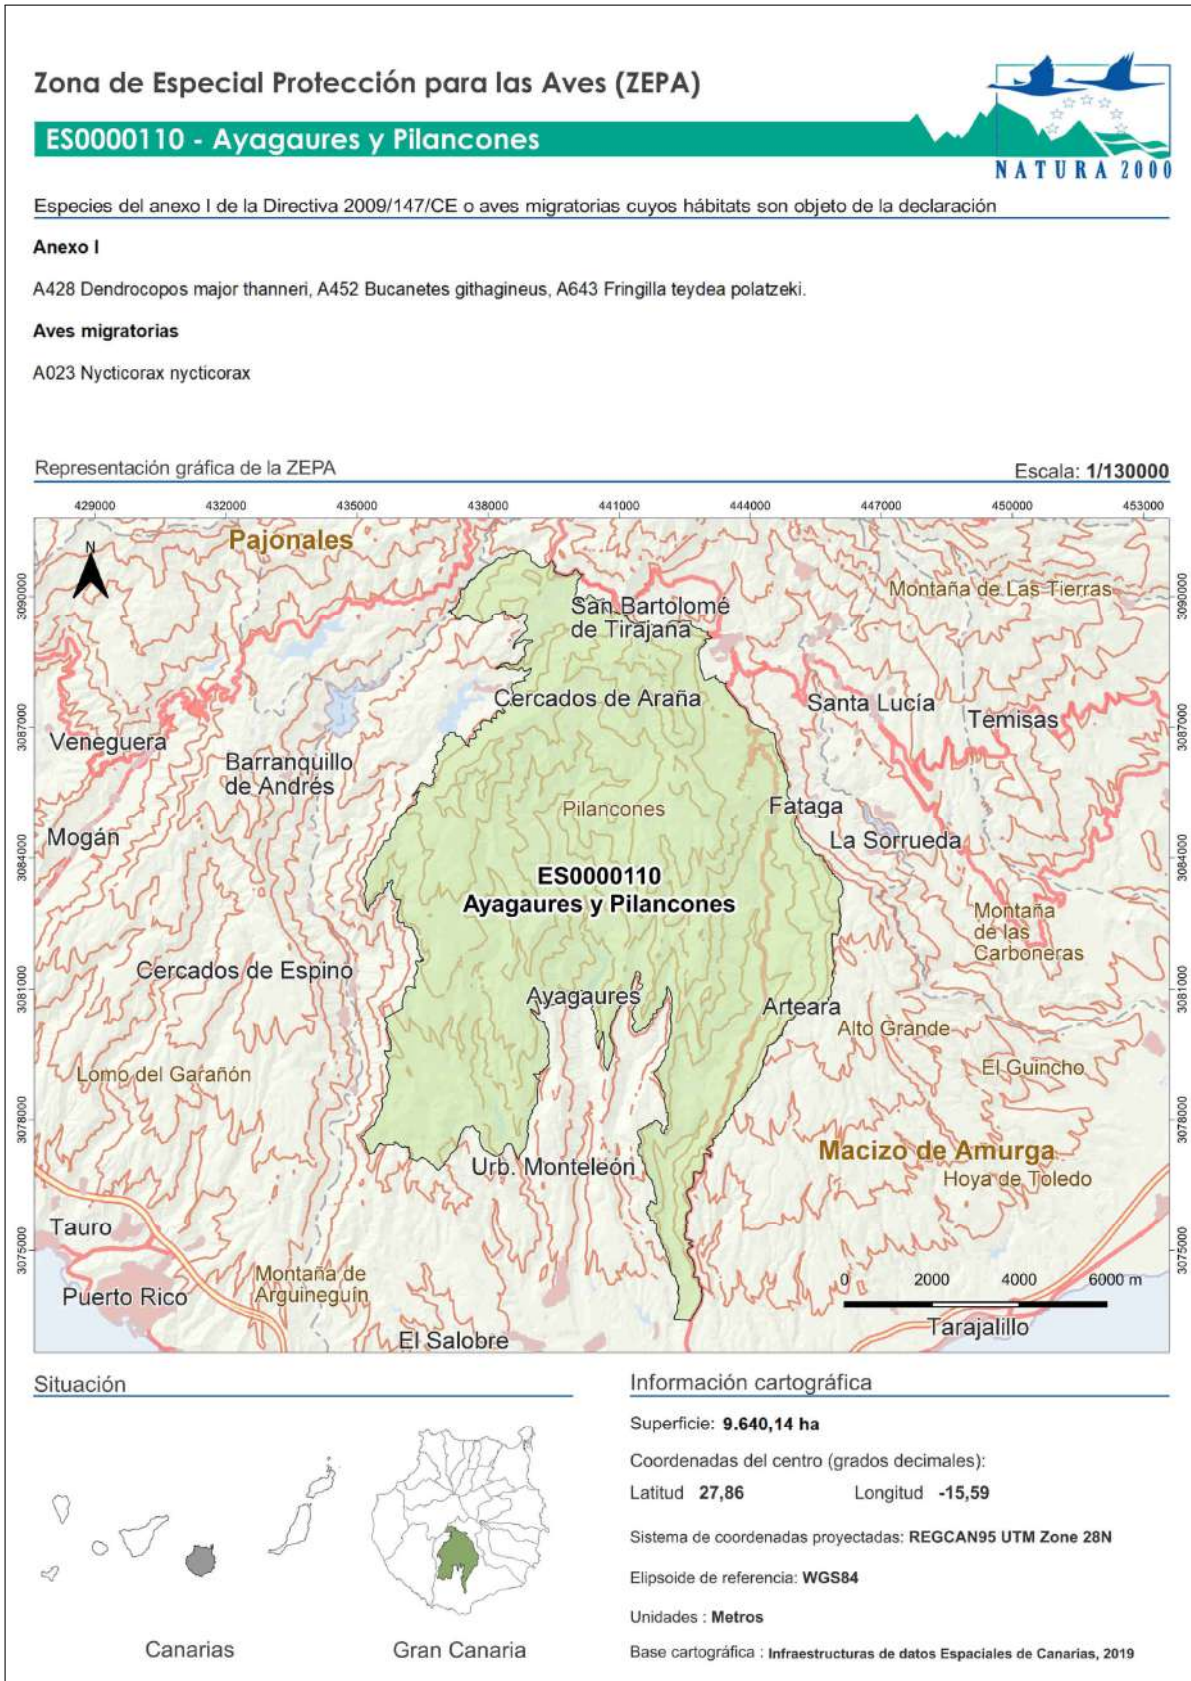 Zona de Especial Protección para las Aves (ZEPA)
ES0000110 - Ayagaures y Pilancones
NATURA 2000
Especies del anexo I de la Directiva 2009/147/CE o aves migratorias cuyos hábitats son objeto de la declaración
Anexo I
A428 Dendrocopos major thanneri, A452 Bucanetes githagineus, A643 Fringilla teydea polatzeki.
Aves migratorias
A023 Nycticorax nycticorax
Representación gráfica de la ZEPA
Escala: 1/130000
429000 432000 435000 438000 441000 444000 447000 450000 453000
N
Pajonales
3090000
3090000
Montaña de Las Tierras
San Bartolomé
de Tirajana
Cercados de Araña
Santa Lucía
Temisas
3087000
3087000
Veneguera
Barranquillo
de Andrés
Pilancones
Fataga
Mogán
La Sorrueda
3084000
3084000
ES0000110
Ayagaures y Pilancones
Montaña
de las
Carboneras
Cercados de Espino
3081000
3081000
Ayagaures
Arteara
Alto Grande
Lomo del Garañón
El Guincho
3078000
3078000
Macizo de Amurga
Urb. Monteleón
Hoya de Toledo
Tauro
3075000
3075000
Montaña de
Arguineguín
Puerto Rico
0 2000 4000 6000 m
El Salobre
Tarajalillo
Situación
Canarias
Gran Canaria
Información cartográfica
Superficie: 9.640,14 ha
Coordenadas del centro (grados decimales):
Latitud 27,86 Longitud -15,59
Sistema de coordenadas proyectadas: REGCAN95 UTM Zone 28N
Elipsoide de referencia: WGS84
Unidades : Metros
Base cartográfica : Infraestructuras de datos Espaciales de Canarias, 2019